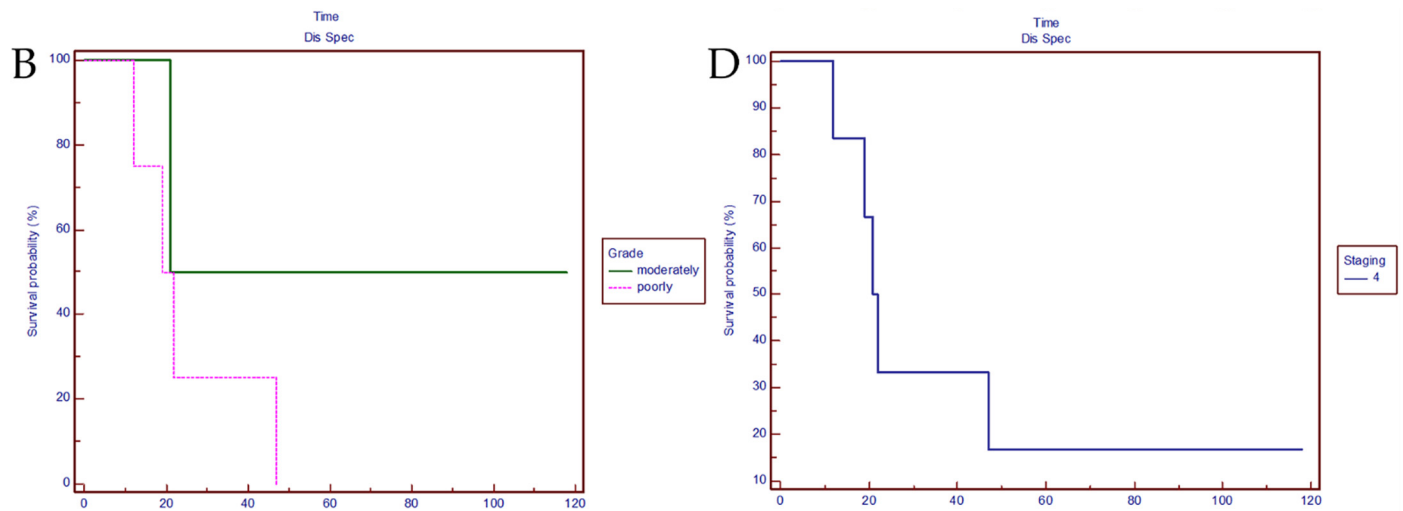 Time
Dis Spec
B
100
80
60
40
20
0
Survival probability (%)
0 20 40 60 80 100 120
Grade
moderately
poorly
Time
Dis Spec
D
100
90
80
70
60
50
40
30
20
10
Survival probability (%)
0 20 40 60 80 100 120
Staging
4